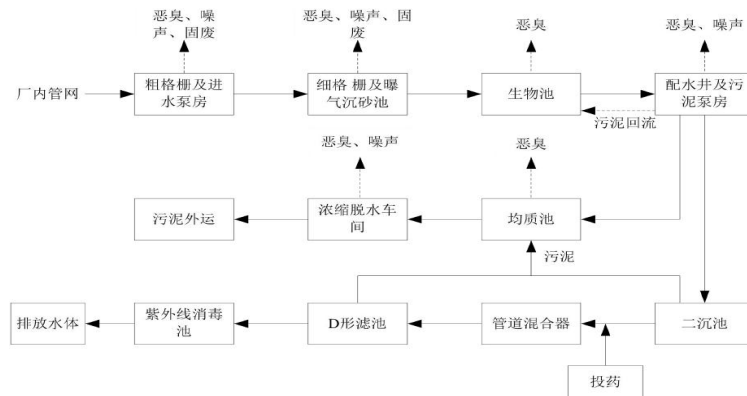 恶臭、噪
声、固废
恶臭、噪声、固
废
恶臭
恶臭、噪声
厂内管网
粗格栅及进
水泵房
细格 栅及曝
气沉砂池
生物池
配水井及污
泥泵房
污泥回流
恶臭、噪声
恶臭
污泥外运
浓缩脱水车
间
均质池
污泥
排放水体
紫外线消毒
池
D形滤池
管道混合器
二沉池
投药